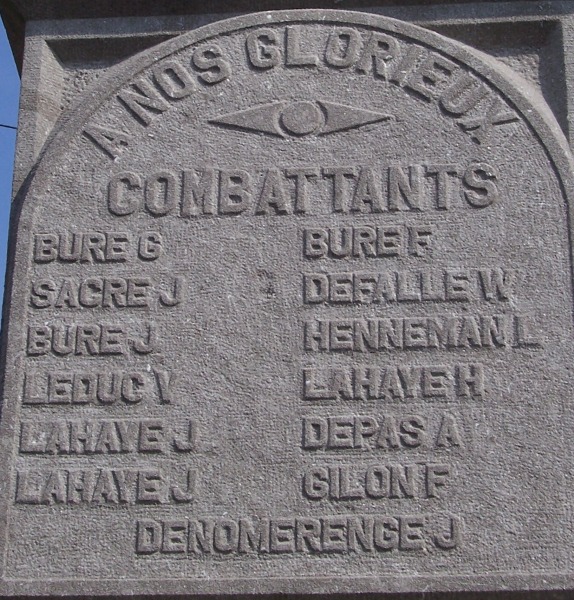 A NOS GLORIEUX
COMBATTANTS
BURE G BURE F
SACRE J DEFALLE W
BURE J HENNEMAN L
LEDUC V LAHAYE H
LAHAYE J DEPAS A
LAHAYE J GILON F
DENOMERENGE J